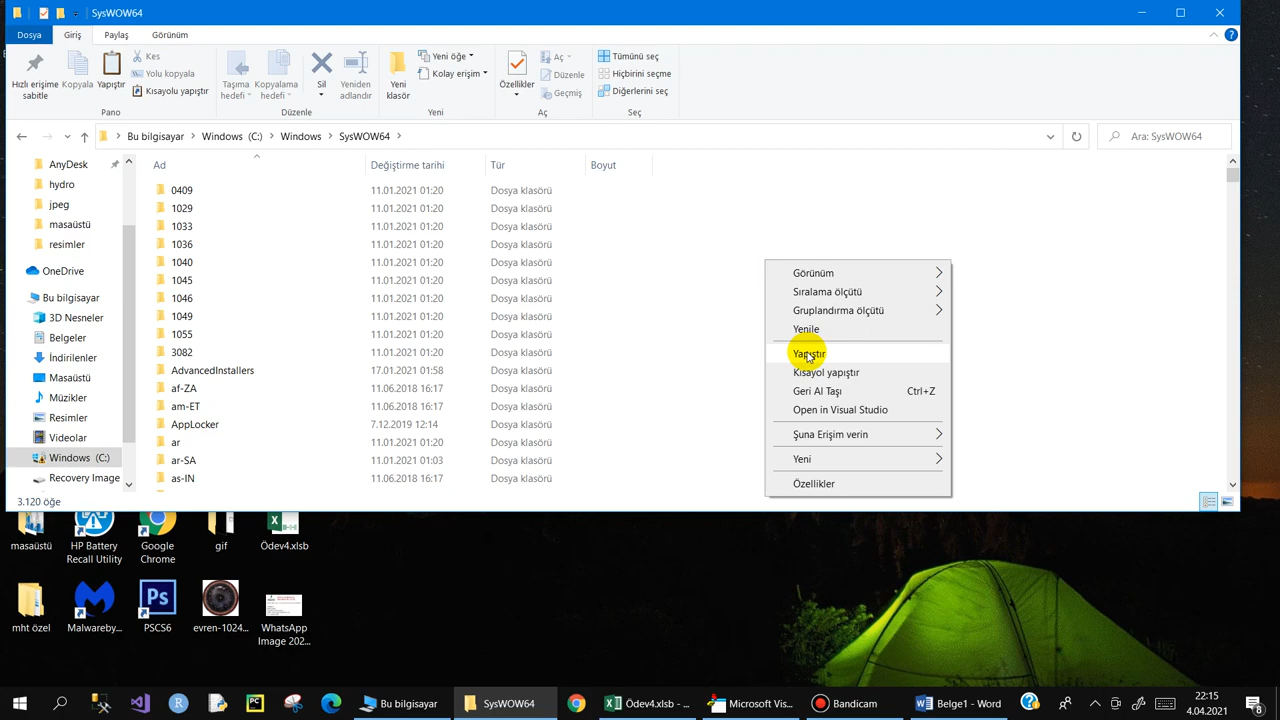 SysWOW64
Dosya Giriş Paylaş Görünüm
Hızlı erişime sabitle
Kopyala
Yapıştır
Kes
Yolu kopyala
Kısayolu yapıştır
Pano
Taşıma hedefi
Kopyalama hedefi
Sil
Yeniden adlandır
Düzenle
Yeni klasör
Yeni öğe
Kolay erişim
Yeni
Özellikler
Aç
Düzenle
Geçmiş
Aç
Tümünü seç
Hiçbirini seçme
Diğerlerini seç
Seç
Bu bilgisayar > Windows (C:) > Windows > SysWOW64 >
Ara: SysWOW64
AnyDesk
hydro
jpeg
masaüstü
resimler
OneDrive
Bu bilgisayar
3D Nesneler
Belgeler
İndirilenler
Masaüstü
Müzikler
Resimler
Videolar
Windows (C:)
Recovery Image
Ad Değiştirme tarihi Tür Boyut
0409 11.01.2021 01:20 Dosya klasörü
1029 11.01.2021 01:20 Dosya klasörü
1033 11.01.2021 01:20 Dosya klasörü
1036 11.01.2021 01:20 Dosya klasörü
1040 11.01.2021 01:20 Dosya klasörü
1045 11.01.2021 01:20 Dosya klasörü
1046 11.01.2021 01:20 Dosya klasörü
1049 11.01.2021 01:20 Dosya klasörü
1055 11.01.2021 01:20 Dosya klasörü
3082 11.01.2021 01:20 Dosya klasörü
AdvancedInstallers 17.01.2021 01:58 Dosya klasörü
af-ZA 11.06.2018 16:17 Dosya klasörü
am-ET 11.06.2018 16:17 Dosya klasörü
AppLocker 7.12.2019 12:14 Dosya klasörü
ar 11.01.2021 01:20 Dosya klasörü
ar-SA 11.01.2021 01:03 Dosya klasörü
as-IN 11.06.2018 16:17 Dosya klasörü
Görünüm
Sıralama ölçütü
Gruplandırma ölçütü
Yenile
Yapıştır
Kısayol yapıştır
Geri Al Taşı Ctrl+Z
Open in Visual Studio
Şuna Erişim verin
Yeni
Özellikler
3.120 öğe
masaüstü
HP Battery Recall Utility
Google Chrome
gif
Ödev4.xlsb
mht özel
Malwareby...
PSCS6
evren-1024...
WhatsApp Image 202...
Bu bilgisayar
SysWOW64
Ödev4.xlsb - ...
Microsoft Vis...
Bandicam
Belge1 - Word
22:15
4.04.2021
8